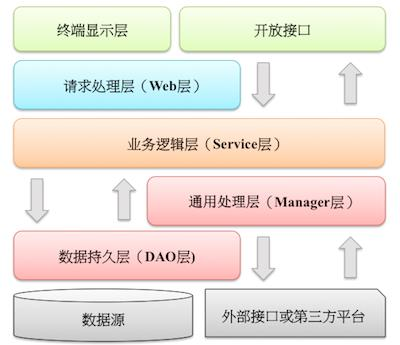 终端显示层
开放接口
请求处理层（Web层）
业务逻辑层（Service层）
通用处理层（Manager层）
数据持久层（DAO层)
数据源
外部接口或第三方平台